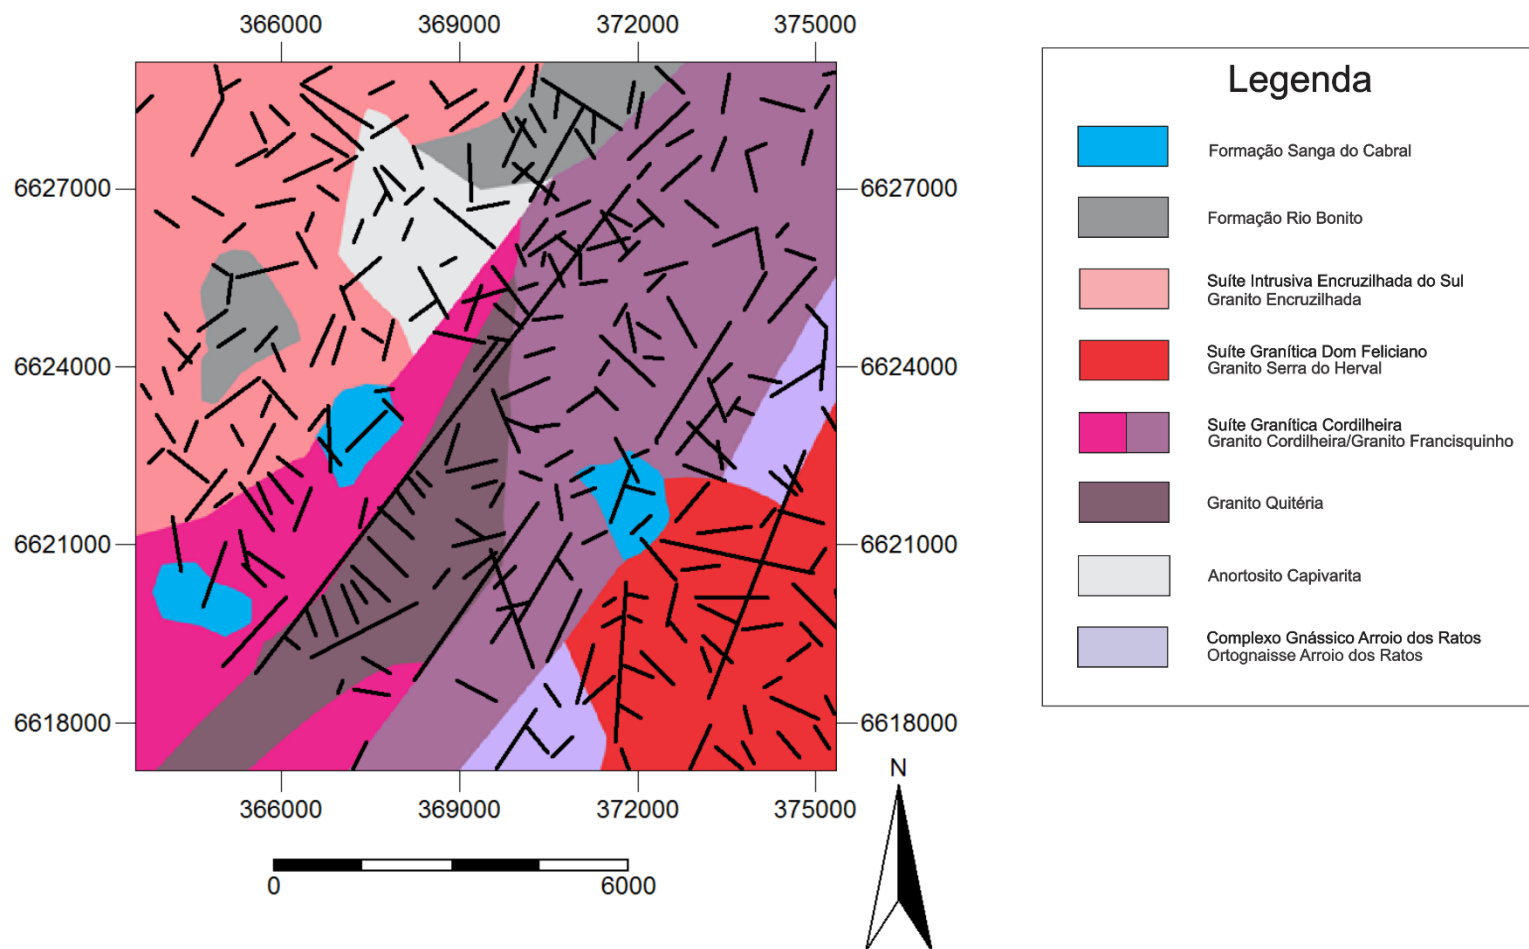 366000 369000 372000 375000
6627000 6627000
6624000 6624000
6621000 6621000
6618000 6618000
366000 369000 372000 375000
0 6000
N
Legenda
Formação Sanga do Cabral
Formação Rio Bonito
Suíte Intrusiva Encruzilhada do Sul
Granito Encruzilhada
Suíte Granítica Dom Feliciano
Granito Serra do Herval
Suíte Granítica Cordilheira
Granito Cordilheira/Granito Francisquinho
Granito Quitéria
Anortosito Capivarita
Complexo Gnássico Arroio dos Ratos
Ortognaisse Arroio dos Ratos